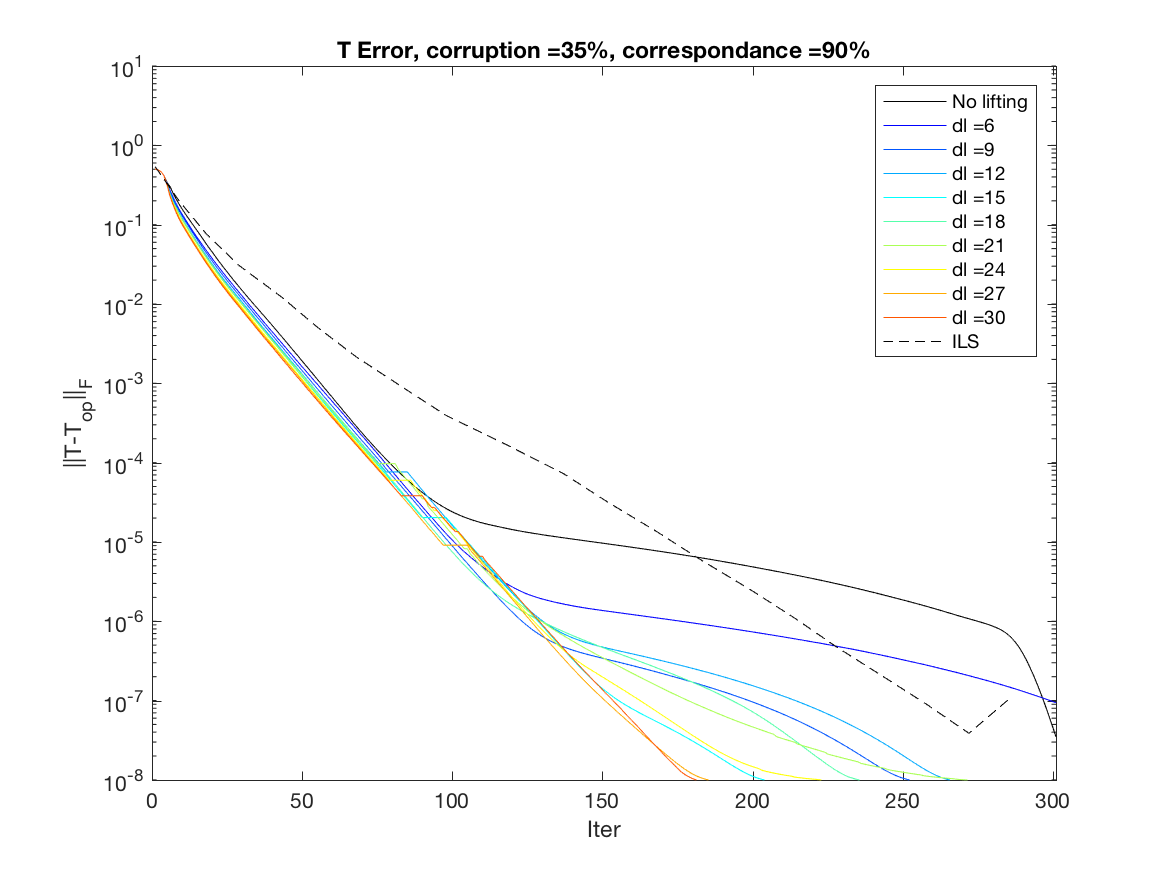 T Error, corruption =35%, correspondance =90%
10^1
10^0
10^-1
10^-2
10^-3
10^-4
10^-5
10^-6
10^-7
10^-8
||T-T_op||_F
0 50 100 150 200 250 300
Iter
No lifting
dl =6
dl =9
dl =12
dl =15
dl =18
dl =21
dl =24
dl =27
dl =30
ILS